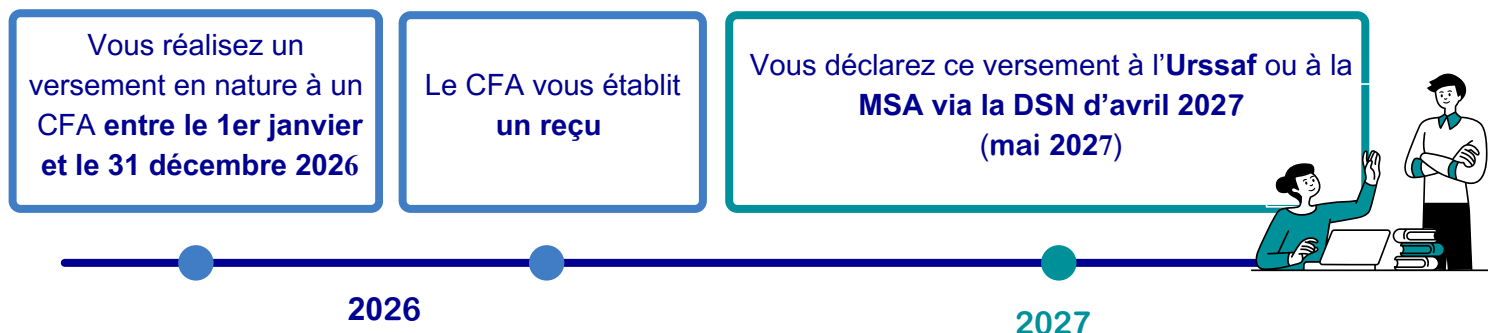 Vous réalisez un
versement en nature à un
CFA entre le 1er janvier
et le 31 décembre 2026
Le CFA vous établit
un reçu
Vous déclarez ce versement à l’Urssaf ou à la
MSA via la DSN d’avril 2027
(mai 2027)
2026
2027